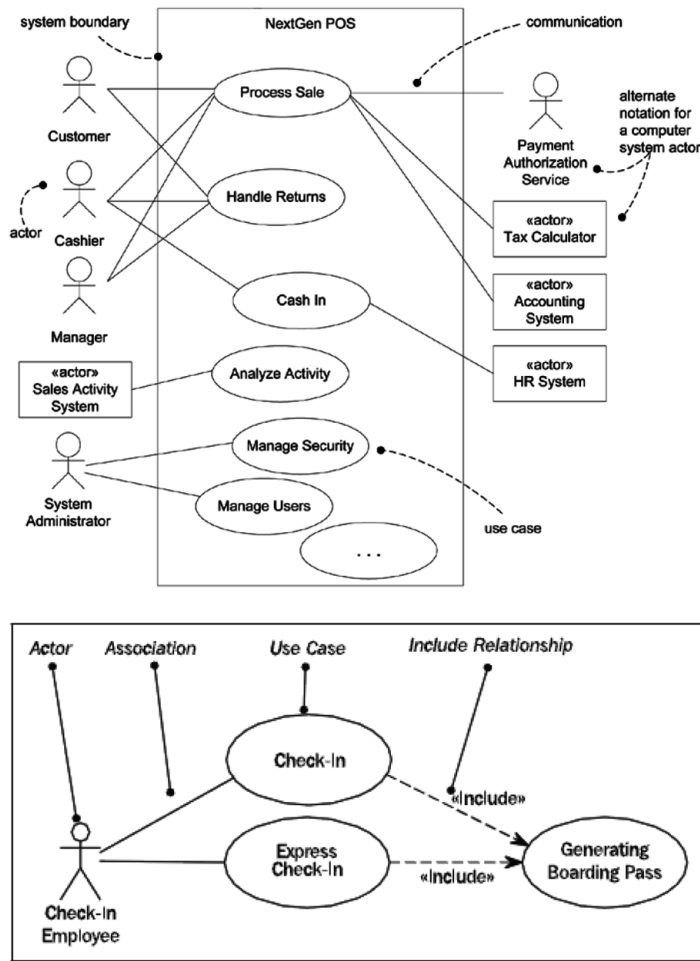 system boundary
NextGen POS
communication
Customer
Process Sale
Payment
Authorization
Service
alternate
notation for
a computer
system actor
actor
Cashier
Handle Returns
«actor»
Tax Calculator
Manager
Cash In
«actor»
Accounting
System
«actor»
Sales Activity
System
Analyze Activity
«actor»
HR System
System
Administrator
Manage Security
Manage Users
use case
. . .
Actor
Association
Use Case
Include Relationship
Check-In
«Include»
Express
Check-In
«Include»
Generating
Boarding Pass
Check-In
Employee